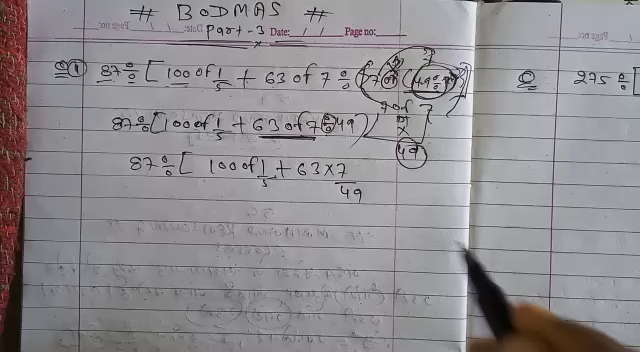 # BODMAS #
Part-3 Date: / / Page no:
Q① 87 ÷ [ 100 of 1/5 + 63 of 7 ÷ {7 of (49 ÷ 7)}
Q 275 ÷ [
7 of 7
87 ÷ [100 of 1/5 + 63 of 7 ÷ 49]
×
49
87 ÷ [ 100 of 1/5 + 63×7/49